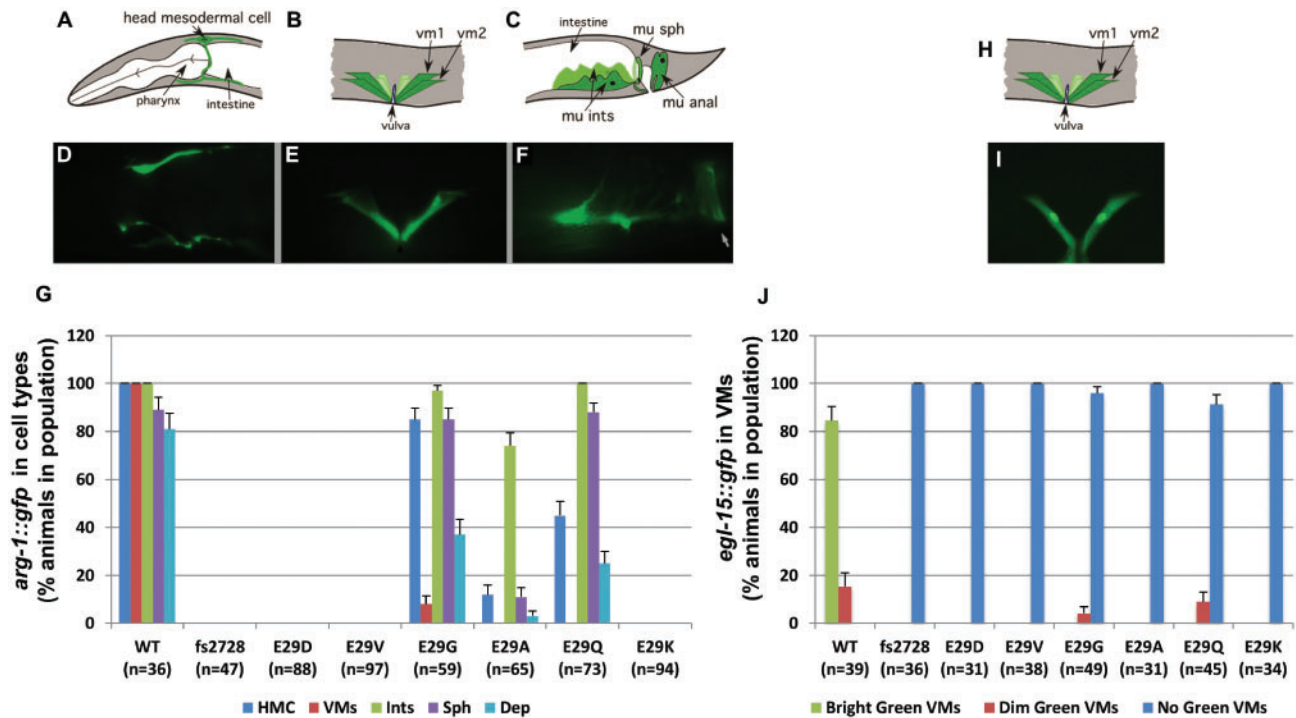 A
head mesodermal cell
pharynx
intestine
B
vm1
vm2
vulva
C
intestine
mu sph
mu ints
mu anal
H
vm1
vm2
vulva
D
E
F
I
G
arg-1::gfp in cell types
(% animals in population)
120
100
80
60
40
20
0
WT fs2728 E29D E29V E29G E29A E29Q E29K
(n=36) (n=47) (n=88) (n=97) (n=59) (n=65) (n=73) (n=94)
HMC VMs Ints Sph Dep
J
egl-15::gfp in VMs
(% animals in population)
120
100
80
60
40
20
0
WT fs2728 E29D E29V E29G E29A E29Q E29K
(n=39) (n=36) (n=31) (n=38) (n=49) (n=31) (n=45) (n=34)
Bright Green VMs Dim Green VMs No Green VMs